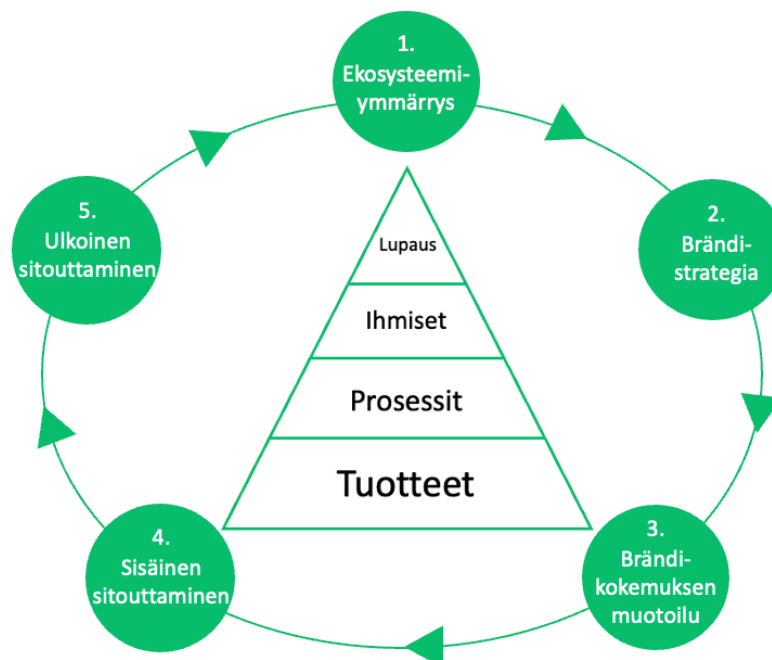 1.
Ekosysteemi-
ymmärrys
2.
Brändi-
strategia
3.
Brändi-
kokemuksen
muotoilu
4.
Sisäinen
sitouttaminen
5.
Ulkoinen
sitouttaminen
Lupaus
Ihmiset
Prosessit
Tuotteet